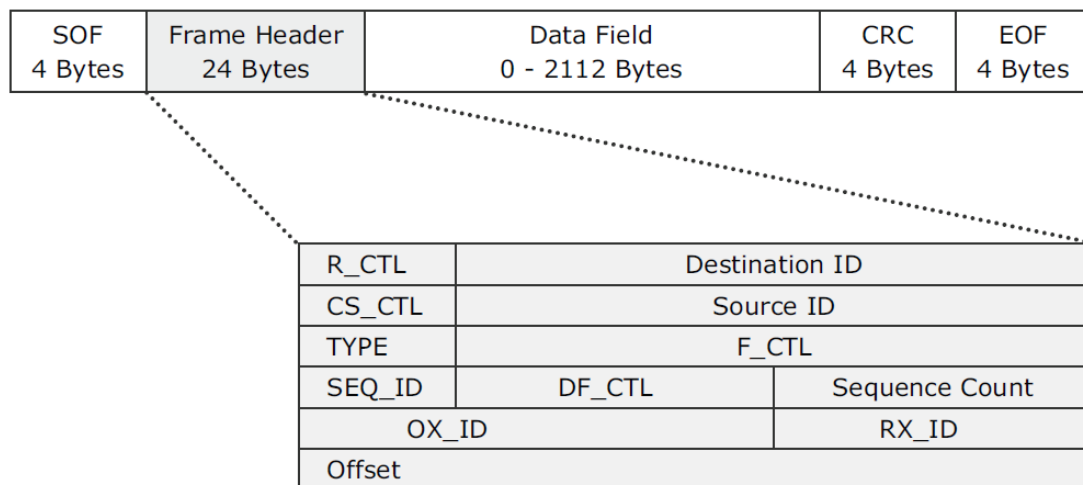 SOF Frame Header Data Field CRC EOF
4 Bytes 24 Bytes 0 - 2112 Bytes 4 Bytes 4 Bytes
R_CTL Destination ID
CS_CTL Source ID
TYPE F_CTL
SEQ_ID DF_CTL Sequence Count
OX_ID RX_ID
Offset